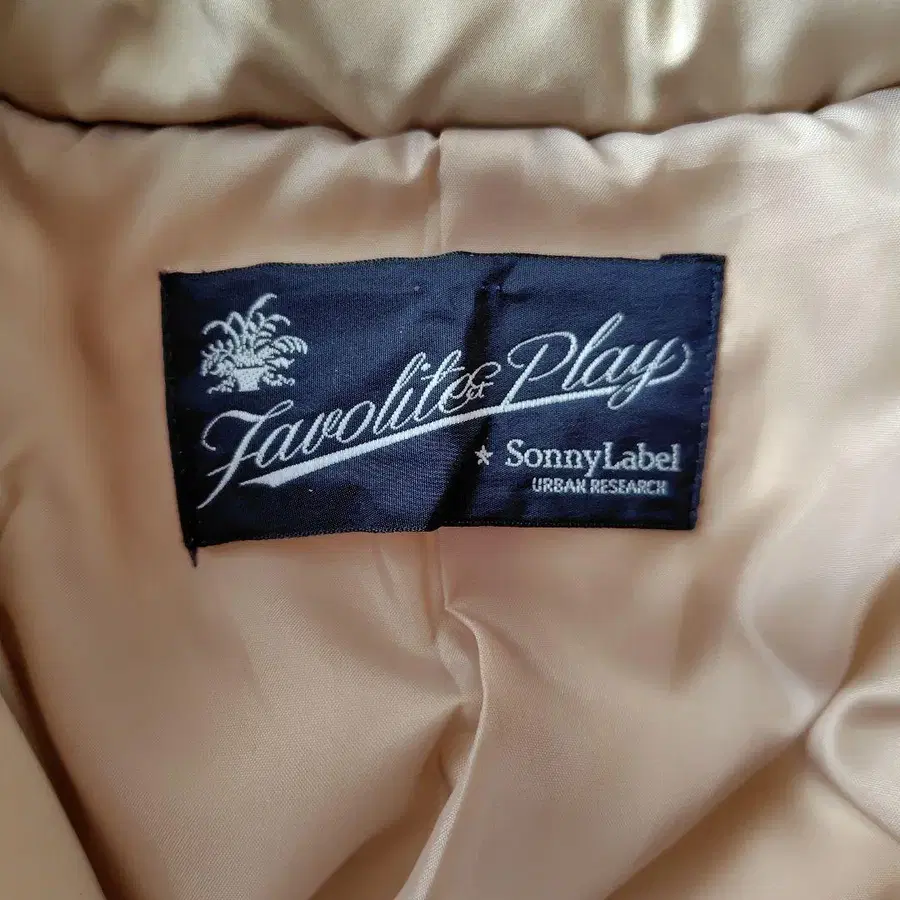 Favolite & Play
★ SonnyLabel
URBAN RESEARCH